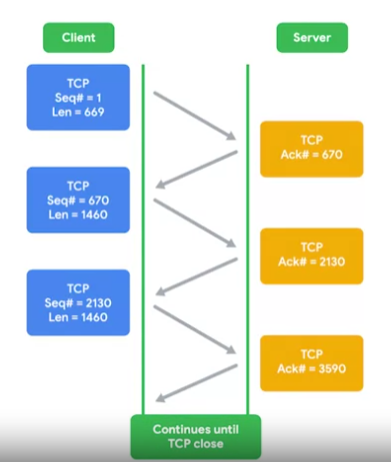 Client
Server
TCP
Seq# = 1
Len = 669
TCP
Ack# = 670
TCP
Seq# = 670
Len = 1460
TCP
Ack# = 2130
TCP
Seq# = 2130
Len = 1460
TCP
Ack# = 3590
Continues until
TCP close